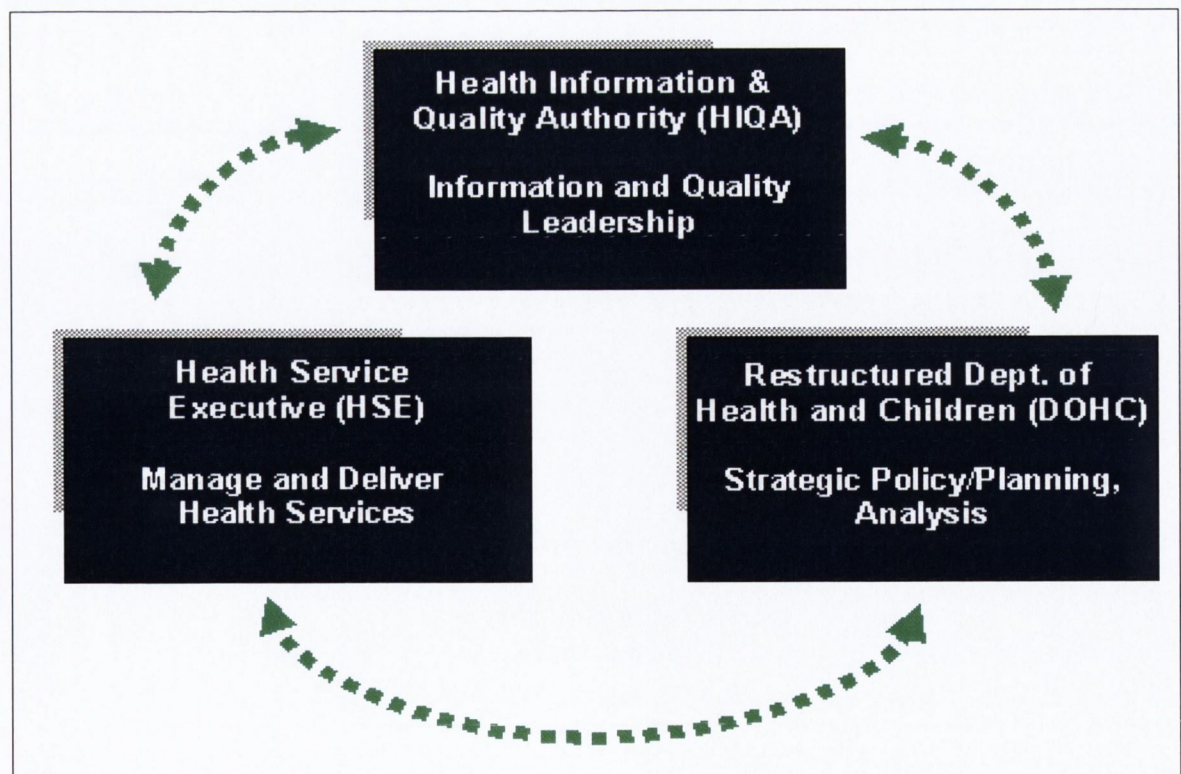 Health Information &
Quality Authority (HIQA)
Information and Quality
Leadership
Health Service
Executive (HSE)
Manage and Deliver
Health Services
Restructured Dept. of
Health and Children (DOHC)
Strategic Policy/Planning,
Analysis